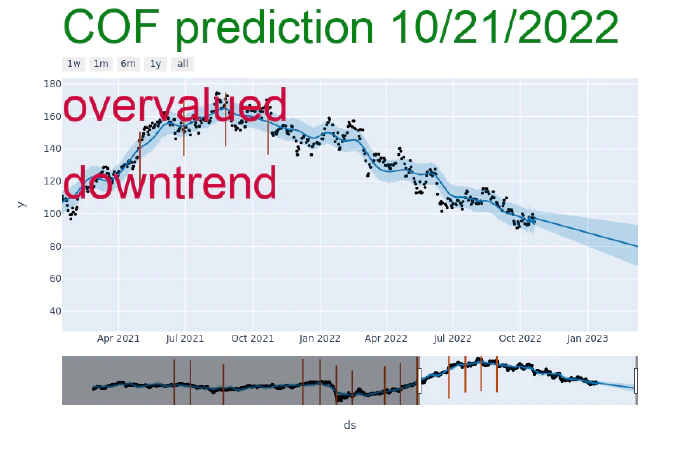 COF prediction 10/21/2022
1w 1m 6m 1y all
180
overvalued
160
140
downtrend
120
100
80
60
40
y
Apr 2021 Jul 2021 Oct 2021 Jan 2022 Apr 2022 Jul 2022 Oct 2022 Jan 2023
ds